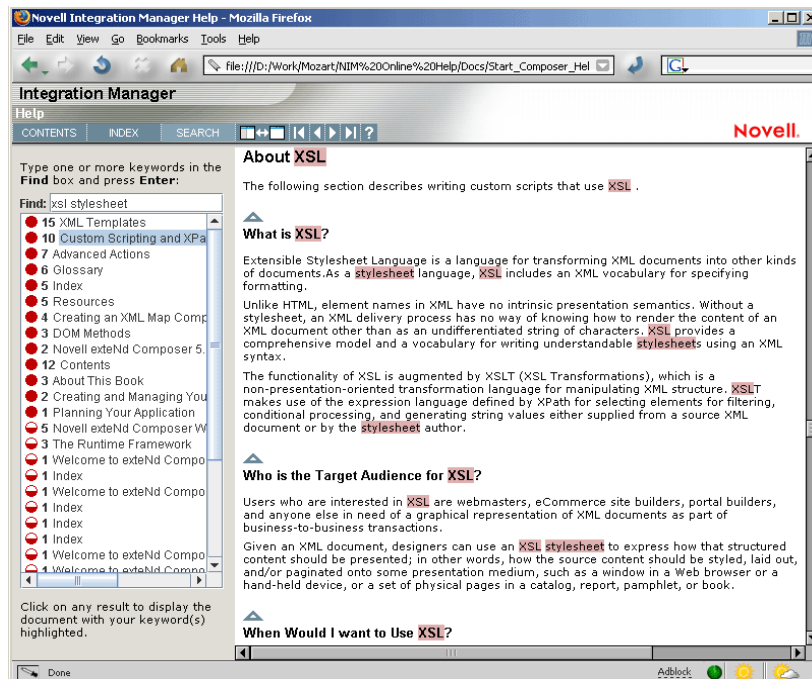 Novell Integration Manager Help - Mozilla Firefox
File Edit View Go Bookmarks Tools Help
file:///D:/Work/Mozart/NIM%20Online%20Help/Docs/Start_Composer_Hel
G
Integration Manager
Help
CONTENTS INDEX SEARCH ?
Novell.
Type one or more keywords in the
Find box and press Enter:
Find: xsl stylesheet
15 XML Templates
10 Custom Scripting and XPa
7 Advanced Actions
6 Glossary
5 Index
5 Resources
4 Creating an XML Map Comp
3 DOM Methods
2 Novell exteNd Composer 5.
12 Contents
3 About This Book
2 Creating and Managing You
1 Planning Your Application
5 Novell exteNd Composer W
3 The Runtime Framework
1 Welcome to exteNd Compo
1 Index
1 Welcome to exteNd Compo
1 Index
1 Index
1 Index
1 Welcome to exteNd Compo
1 Welcome to exteNd Compo
Click on any result to display the
document with your keyword(s)
highlighted.
About XSL
The following section describes writing custom scripts that use XSL .
What is XSL?
Extensible Stylesheet Language is a language for transforming XML documents into other kinds
of documents.As a stylesheet language, XSL includes an XML vocabulary for specifying
formatting.
Unlike HTML, element names in XML have no intrinsic presentation semantics. Without a
stylesheet, an XML delivery process has no way of knowing how to render the content of an
XML document other than as an undifferentiated string of characters. XSL provides a
comprehensive model and a vocabulary for writing understandable stylesheets using an XML
syntax.
The functionality of XSL is augmented by XSLT (XSL Transformations), which is a
non-presentation-oriented transformation language for manipulating XML structure. XSLT
makes use of the expression language defined by XPath for selecting elements for filtering,
conditional processing, and generating string values either supplied from a source XML
document or by the stylesheet author.
Who is the Target Audience for XSL?
Users who are interested in XSL are webmasters, eCommerce site builders, portal builders,
and anyone else in need of a graphical representation of XML documents as part of
business-to-business transactions.
Given an XML document, designers can use an XSL stylesheet to express how that structured
content should be presented; in other words, how the source content should be styled, laid out,
and/or paginated onto some presentation medium, such as a window in a Web browser or a
hand-held device, or a set of physical pages in a catalog, report, pamphlet, or book.
When Would I want to Use XSL?
Done
Adblock